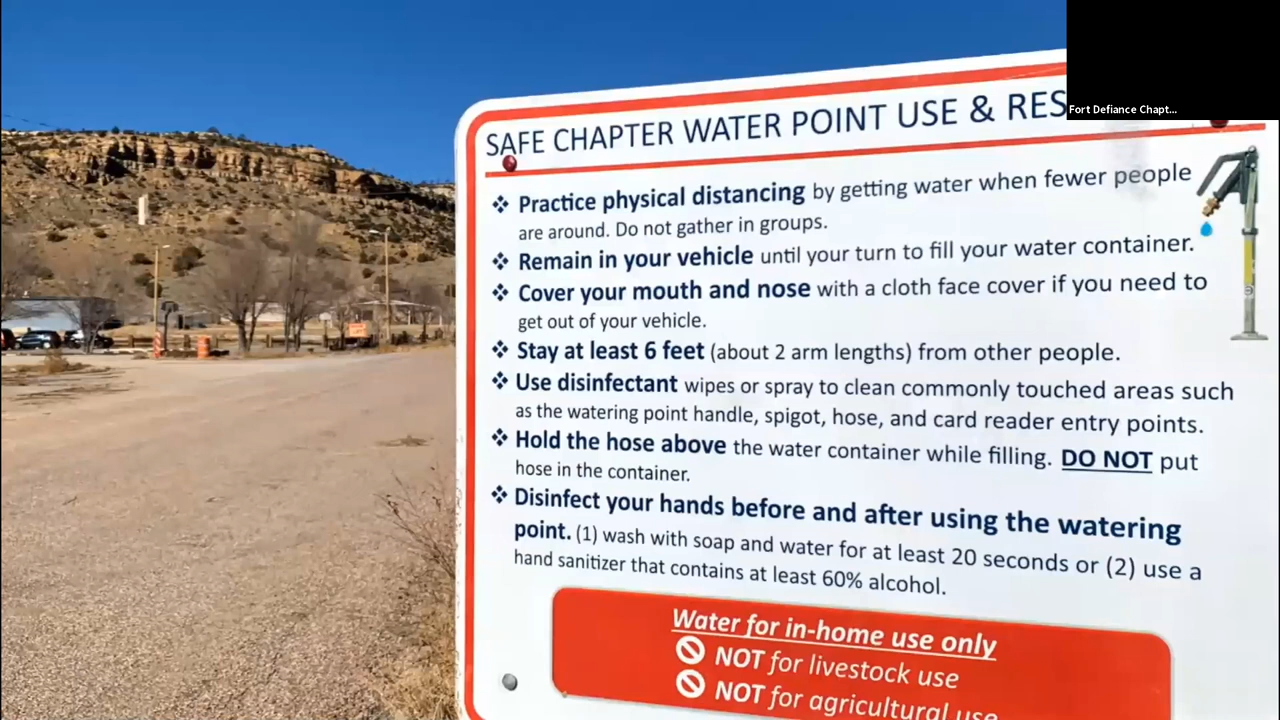 Fort Defiance Chapt...
SAFE CHAPTER WATER POINT USE & RES
❖ Practice physical distancing by getting water when fewer people
are around. Do not gather in groups.
❖ Remain in your vehicle until your turn to fill your water container.
❖ Cover your mouth and nose with a cloth face cover if you need to
get out of your vehicle.
❖ Stay at least 6 feet (about 2 arm lengths) from other people.
❖ Use disinfectant wipes or spray to clean commonly touched areas such
as the watering point handle, spigot, hose, and card reader entry points.
❖ Hold the hose above the water container while filling. DO NOT put
hose in the container.
❖ Disinfect your hands before and after using the watering
point. (1) wash with soap and water for at least 20 seconds or (2) use a
hand sanitizer that contains at least 60% alcohol.
Water for in-home use only
NOT for livestock use
NOT for agricultural use